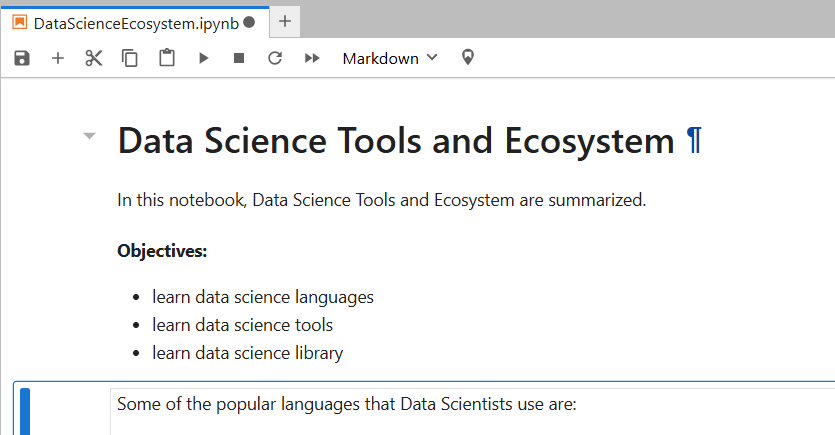 DataScienceEcosystem.ipynb
Markdown
Data Science Tools and Ecosystem ¶
In this notebook, Data Science Tools and Ecosystem are summarized.
Objectives:
• learn data science languages
• learn data science tools
• learn data science library
Some of the popular languages that Data Scientists use are: